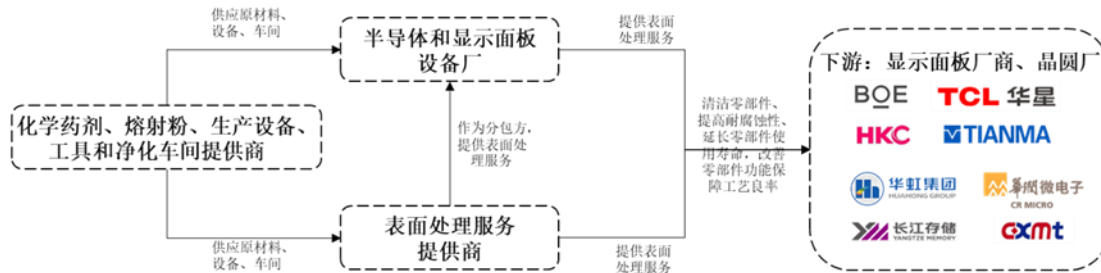 供应原材料、
设备、车间
半导体和显示面板
设备厂
提供表面
处理服务
下游：显示面板厂商、晶圆厂
BOE
TCL 华星
HKC
TIANMA
华虹集团
HUAHONG GROUP
華潤微电子
CR MICRO
长江存储
YANGTZE MEMORY
cxmt
化学药剂、熔射粉、生产设备、
工具和净化车间提供商
作为分包方，
提供表面处
理服务
清洁零部件、
提高耐腐蚀性、
延长零部件使
用寿命，改善
零部件功能保
障工艺良率
供应原材料、
设备、车间
表面处理服务
提供商
提供表面
处理服务